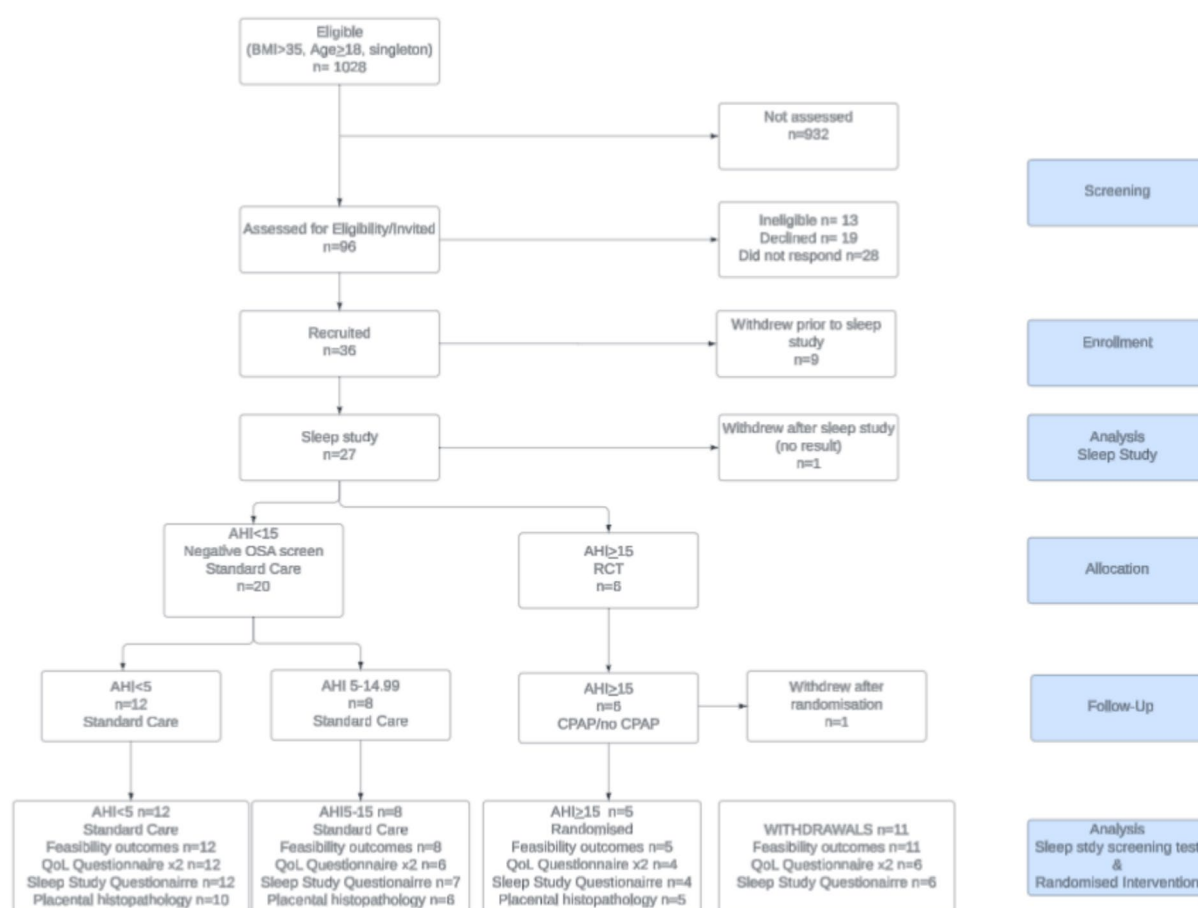 Eligible
(BMI>35, Age≥18, singleton)
n= 1028
Not assessed
n=932
Screening
Assessed for Eligibility/Invited
n=96
Ineligible n= 13
Declined n= 19
Did not respond n=28
Recruited
n=36
Withdrew prior to sleep
study
n=9
Enrollment
Sleep study
n=27
Withdrew after sleep study
(no result)
n=1
Analysis
Sleep Study
AHI<15
Negative OSA screen
Standard Care
n=20
AHI≥15
RCT
n=6
Allocation
AHI<5
n=12
Standard Care
AHI 5-14.99
n=8
Standard Care
AHI≥15
n=6
CPAP/no CPAP
Withdrew after
randomisation
n=1
Follow-Up
AHI<5 n=12
Standard Care
Feasibility outcomes n=12
QoL Questionnaire x2 n=12
Sleep Study Questionairre n=12
Placental histopathology n=10
AHI5-15 n=8
Standard Care
Feasibility outcomes n=8
QoL Questionnaire x2 n=6
Sleep Study Questionairre n=7
Placental histopathology n=6
AHI≥15 n=5
Randomised
Feasibility outcomes n=5
QoL Questionnaire x2 n=4
Sleep Study Questionairre n=4
Placental histopathology n=5
WITHDRAWALS n=11
Feasibility outcomes n=11
QoL Questionnaire x2 n=6
Sleep Study Questionairre n=6
Analysis
Sleep stdy screening test
&
Randomised Intervention